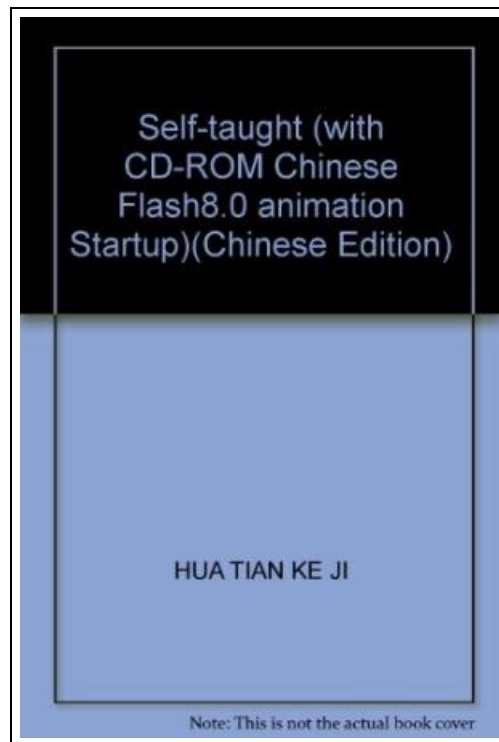 Self-taught (with
CD-ROM Chinese
Flash8.0 animation
Startup)(Chinese Edition)
HUA TIAN KE JI
Note: This is not the actual book cover